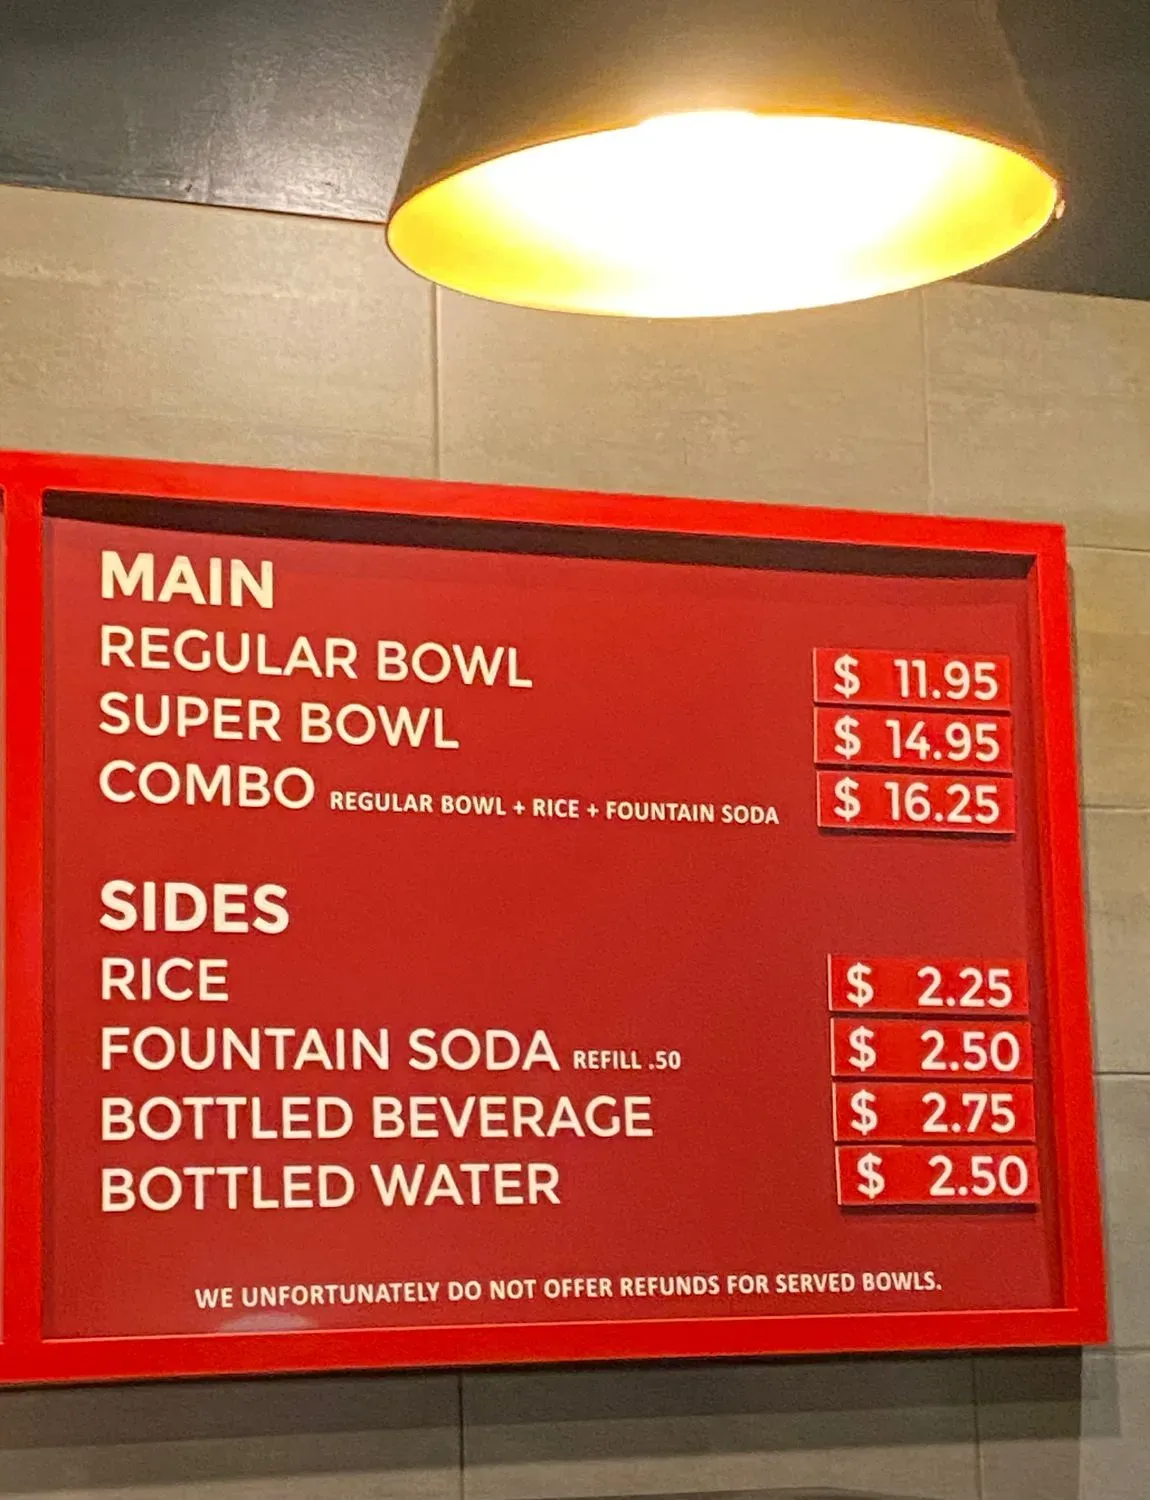 MAIN
REGULAR BOWL $ 11.95
SUPER BOWL $ 14.95
COMBO REGULAR BOWL + RICE + FOUNTAIN SODA $ 16.25
SIDES
RICE $ 2.25
FOUNTAIN SODA REFILL .50 $ 2.50
BOTTLED BEVERAGE $ 2.75
BOTTLED WATER $ 2.50
WE UNFORTUNATELY DO NOT OFFER REFUNDS FOR SERVED BOWLS.